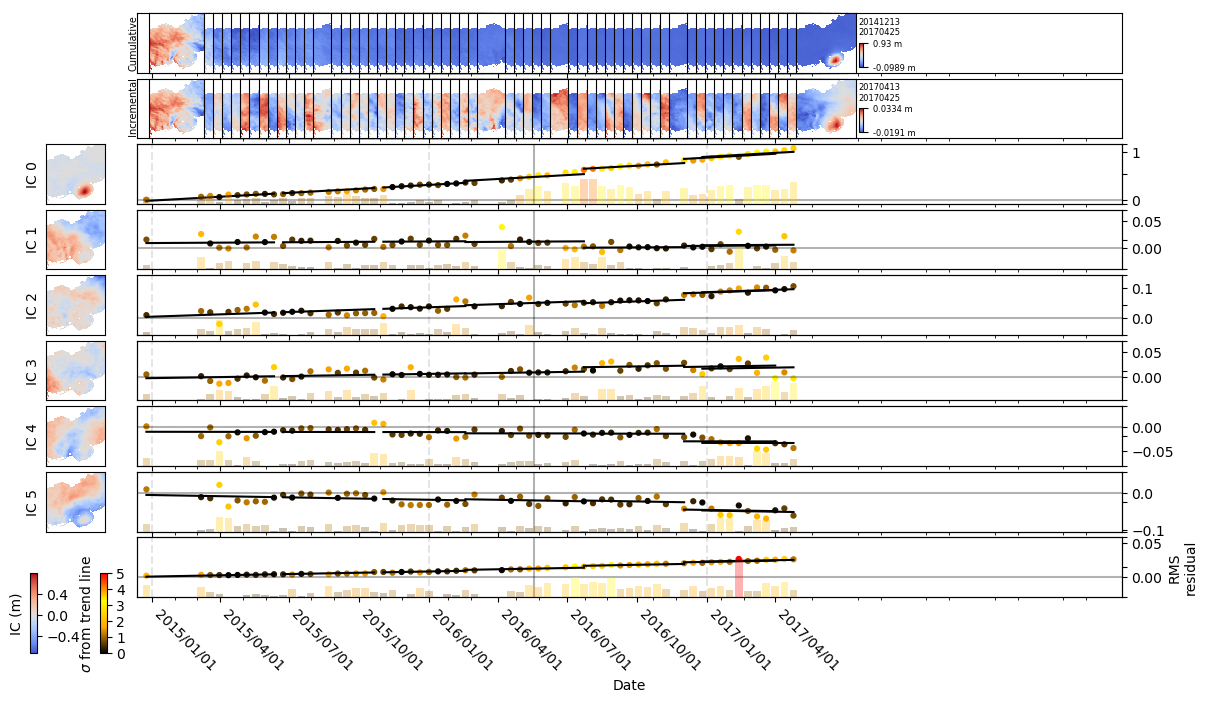 Cumulative
20141213
20170425
0.93 m
-0.0989 m
Incremental
20170413
20170425
0.0334 m
-0.0191 m
IC 0
1
0
IC 1
0.05
0.00
IC 2
0.1
0.0
IC 3
0.05
0.00
IC 4
0.00
−0.05
IC 5
0.0
−0.1
0.05
0.00
RMS
residual
IC (m)
0.4
0.0
−0.4
σ from trend line
5
4
3
2
1
0
2015/01/01
2015/04/01
2015/07/01
2015/10/01
2016/01/01
2016/04/01
2016/07/01
2016/10/01
2017/01/01
2017/04/01
Date